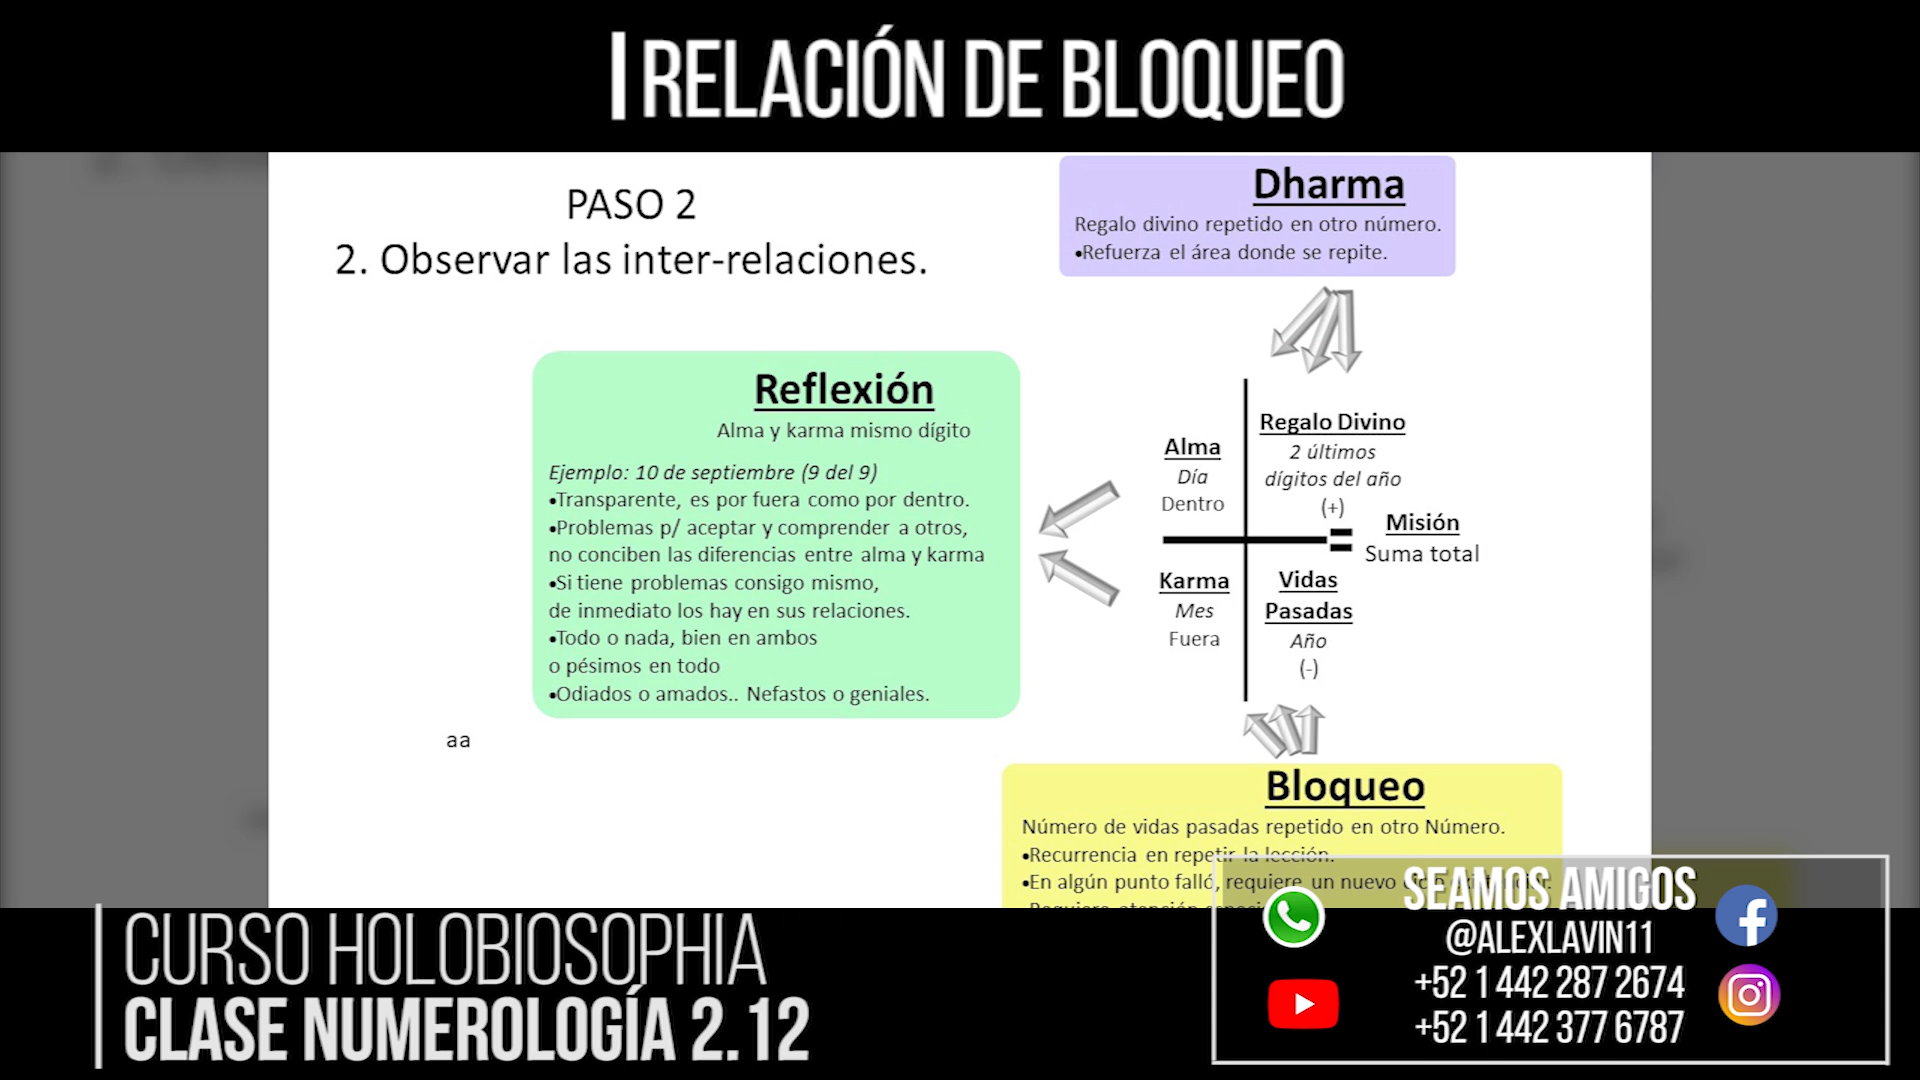 RELACIÓN DE BLOQUEO
PASO 2
2. Observar las inter-relaciones.
Dharma
Regalo divino repetido en otro número.
•Refuerza el área donde se repite.
Reflexión
Alma y karma mismo dígito
Ejemplo: 10 de septiembre (9 del 9)
•Transparente, es por fuera como por dentro.
•Problemas p/ aceptar y comprender a otros,
no conciben las diferencias entre alma y karma
•Si tiene problemas consigo mismo,
de inmediato los hay en sus relaciones.
•Todo o nada, bien en ambos
o pésimos en todo
•Odiados o amados.. Nefastos o geniales.
Alma
Día
Dentro
Regalo Divino
2 últimos
dígitos del año
(+)
Misión
Suma total
Karma
Mes
Fuera
Vidas
Pasadas
Año
(-)
aa
Bloqueo
Número de vidas pasadas repetido en otro Número.
•Recurrencia en repetir la lección.
•En algún punto falló, requiere un nuevo
CURSO HOLOBIOSOPHIA
CLASE NUMEROLOGÍA 2.12
SEAMOS AMIGOS
@ALEXLAVIN11
+52 1 442 287 2674
+52 1 442 377 6787